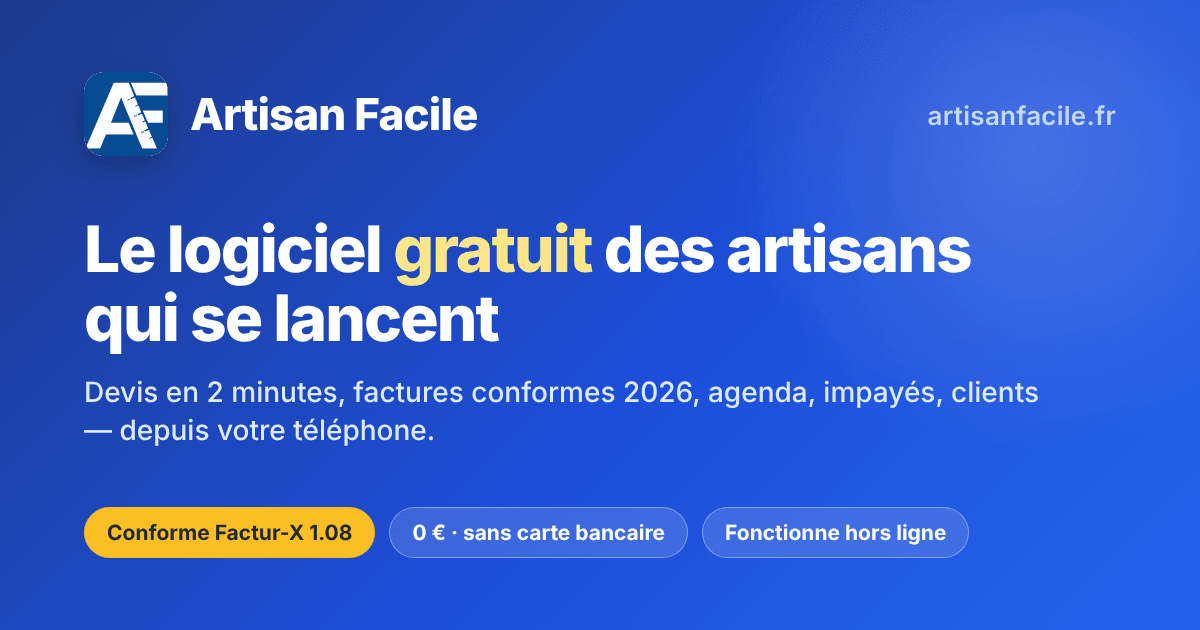 AF
Artisan Facile
artisanfacile.fr
Le logiciel gratuit des artisans
qui se lancent
Devis en 2 minutes, factures conformes 2026, agenda, impayés, clients
— depuis votre téléphone.
Conforme Factur-X 1.08
0 € · sans carte bancaire
Fonctionne hors ligne